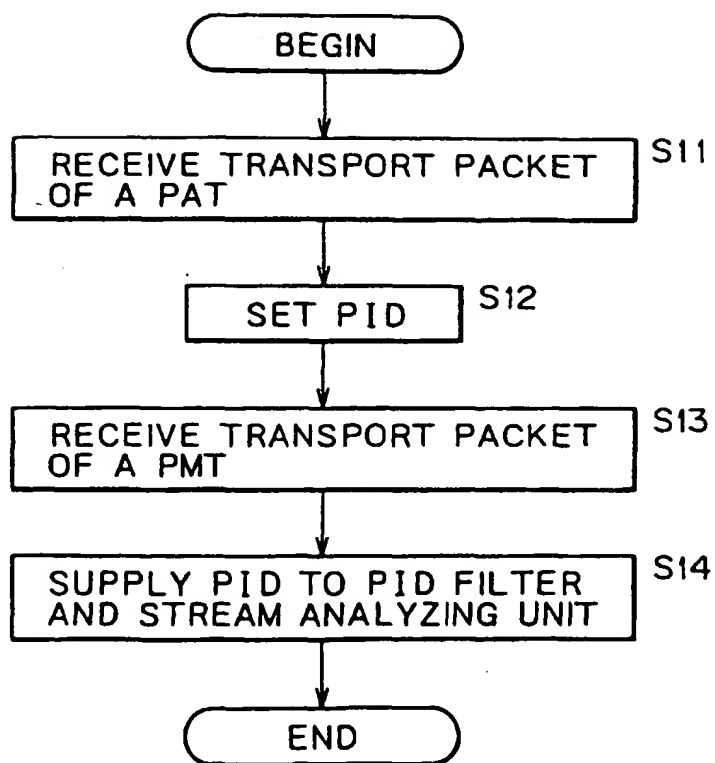 BEGIN
RECEIVE TRANSPORT PACKET
OF A PAT
S11
SET PID
S12
RECEIVE TRANSPORT PACKET
OF A PMT
S13
SUPPLY PID TO PID FILTER
AND STREAM ANALYZING UNIT
S14
END